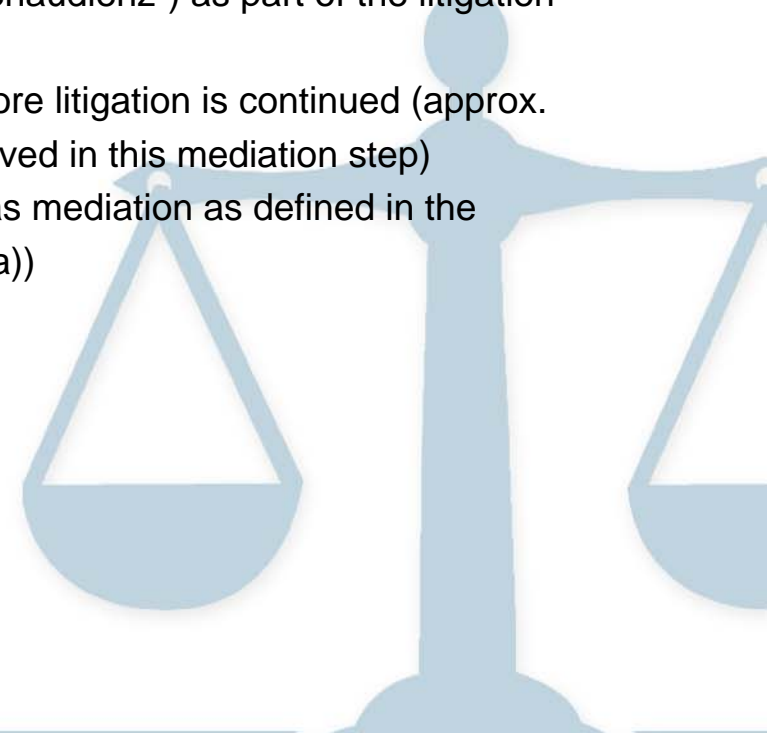 naudienz") as part of the litigation
ore litigation is continued (approx.
ved in this mediation step)
as mediation as defined in the
a))